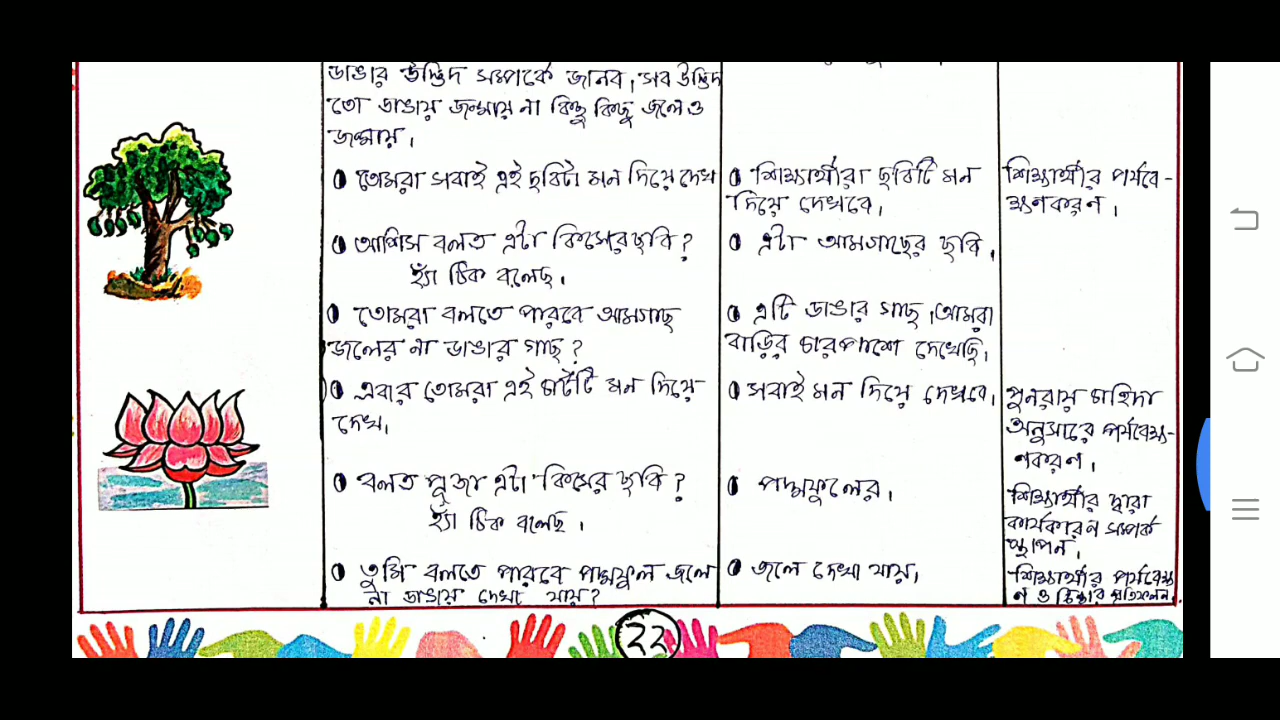 ডাঙার উদ্ভিদ সম্পর্কে জানব, সব উদ্ভিদ
তো ডাঙায় জন্মায় না কিছু কিছু জলেও
জন্মায়।
তোমরা সবাই এই ছবিটা মন দিয়ে দেখ
আশিস বলত এটা কিসের ছবি?
হ্যাঁ ঠিক বলেছ।
তোমরা বলতে পারবে আমগাছ
জলের না ডাঙার গাছ?
এবার তোমরা এই চার্টটি মন দিয়ে
দেখ।
বলত পূজা এটা কিসের ছবি?
হ্যাঁ ঠিক বলেছ।
তুমি বলতে পারবে পদ্মফুল জলে
না ডাঙায় দেখা যায়?
শিক্ষার্থীরা ছবিটি মন
দিয়ে দেখবে।
এটা আমগাছের ছবি।
এটি ডাঙার গাছ। আমরা
বাড়ির চারপাশে দেখেছি।
সবাই মন দিয়ে দেখবে।
পদ্মফুলের।
জলে দেখা যায়।
শিক্ষার্থীর পর্যবে-
ক্ষণকরণ।
পুনরায় চাহিদা
অনুসারে পর্যবেক্ষ-
ণকরণ।
শিক্ষার্থীর দ্বারা
কার্যকারণ সম্পর্ক
স্থাপন।
শিক্ষার্থীর পর্যবেক্ষ
ণ ও চিন্তার প্রতিফলন।
২২